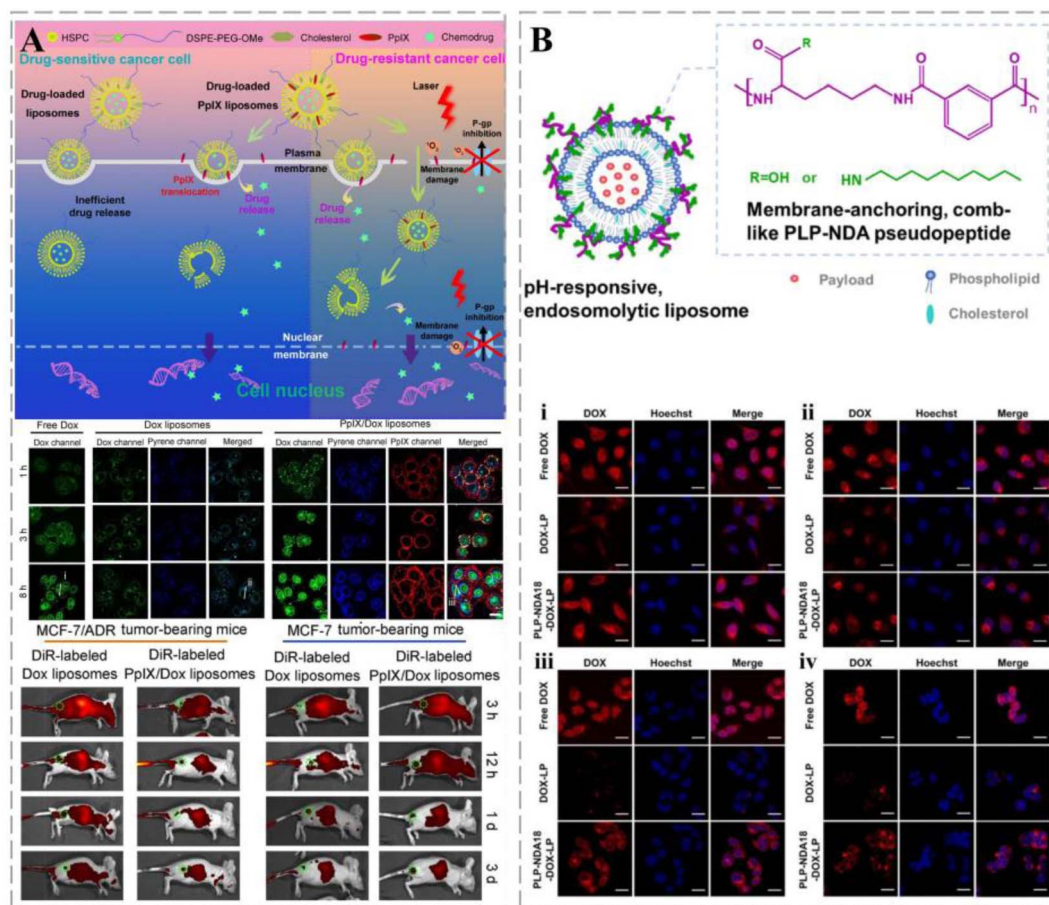 A
HSPC
DSPE-PEG-OMe
Cholesterol
PpIX
Chemodrug
Drug-sensitive cancer cell
Drug-resistant cancer cell
Drug-loaded
liposomes
Drug-loaded
PpIX liposomes
Laser
P-gp
inhibition
Plasma
membrane
Membrane
damage
PpIX
translocation
Drug
release
Drug
release
Inefficient
drug release
P-gp
inhibition
Membrane
damage
Nuclear
membrane
Cell nucleus
Free Dox
Dox liposomes
PpIX/Dox liposomes
Dox channel
Dox channel
Pyrene channel
Merged
Dox channel
Pyrene channel
PpIX channel
Merged
1 h
3 h
8 h
i
ii
iii
MCF-7/ADR tumor-bearing mice
MCF-7 tumor-bearing mice
DiR-labeled
Dox liposomes
DiR-labeled
PpIX/Dox liposomes
DiR-labeled
Dox liposomes
DiR-labeled
PpIX/Dox liposomes
3 h
12 h
1 d
3 d
B
O
R
NH
NH
O
O
n
R=OH or HN
Membrane-anchoring, comb-
like PLP-NDA pseudopeptide
pH-responsive,
endosomolytic liposome
Payload
Phospholipid
Cholesterol
i
DOX
Hoechst
Merge
Free DOX
DOX-LP
PLP-NDA18
-DOX-LP
ii
DOX
Hoechst
Merge
iii
DOX
Hoechst
Merge
Free DOX
DOX-LP
PLP-NDA18
-DOX-LP
iv
DOX
Hoechst
Merge
Free DOX
DOX-LP
PLP-NDA18
-DOX-LP